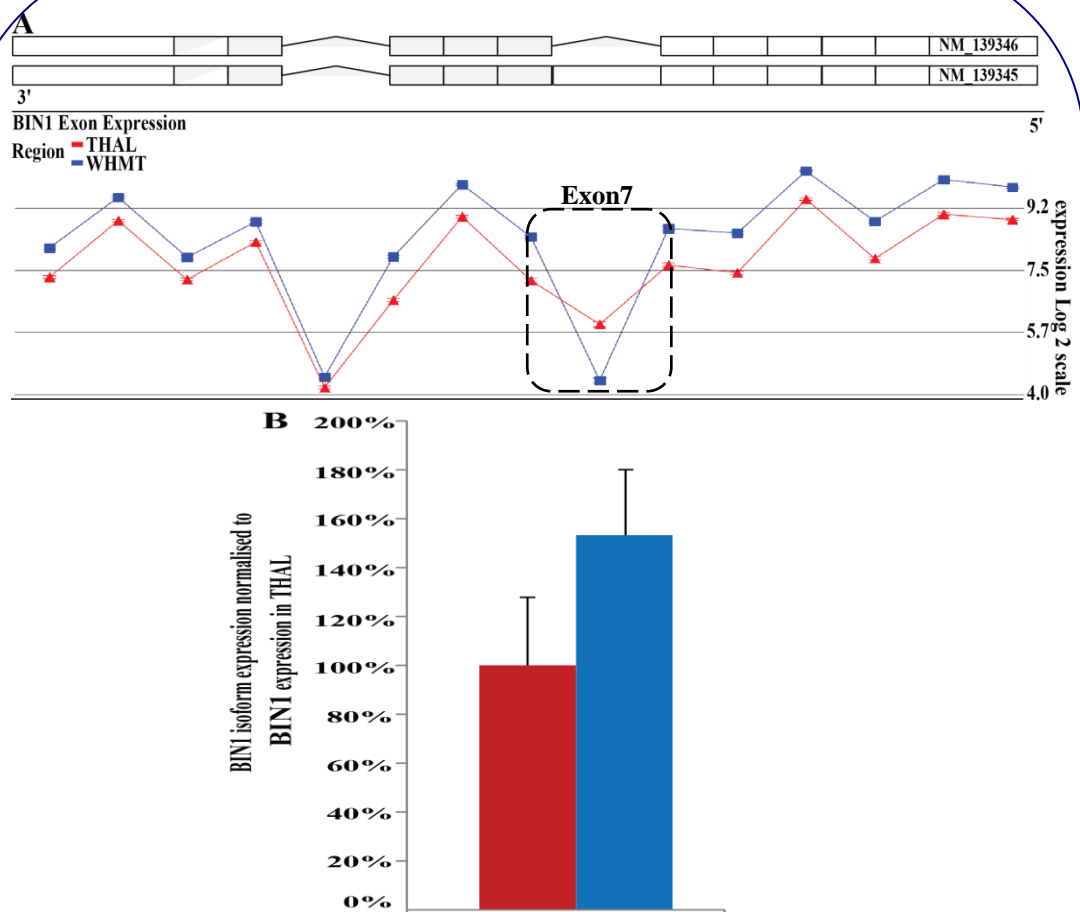 A
NM_139346
NM_139345
3'
5'
BIN1 Exon Expression
Region
THAL
WHMT
Exon7
9.2
7.5
5.7
4.0
expression Log 2 scale
B
200%
180%
160%
140%
120%
100%
80%
60%
40%
20%
0%
BIN1 isoform expression normalised to
BIN1 expression in THAL